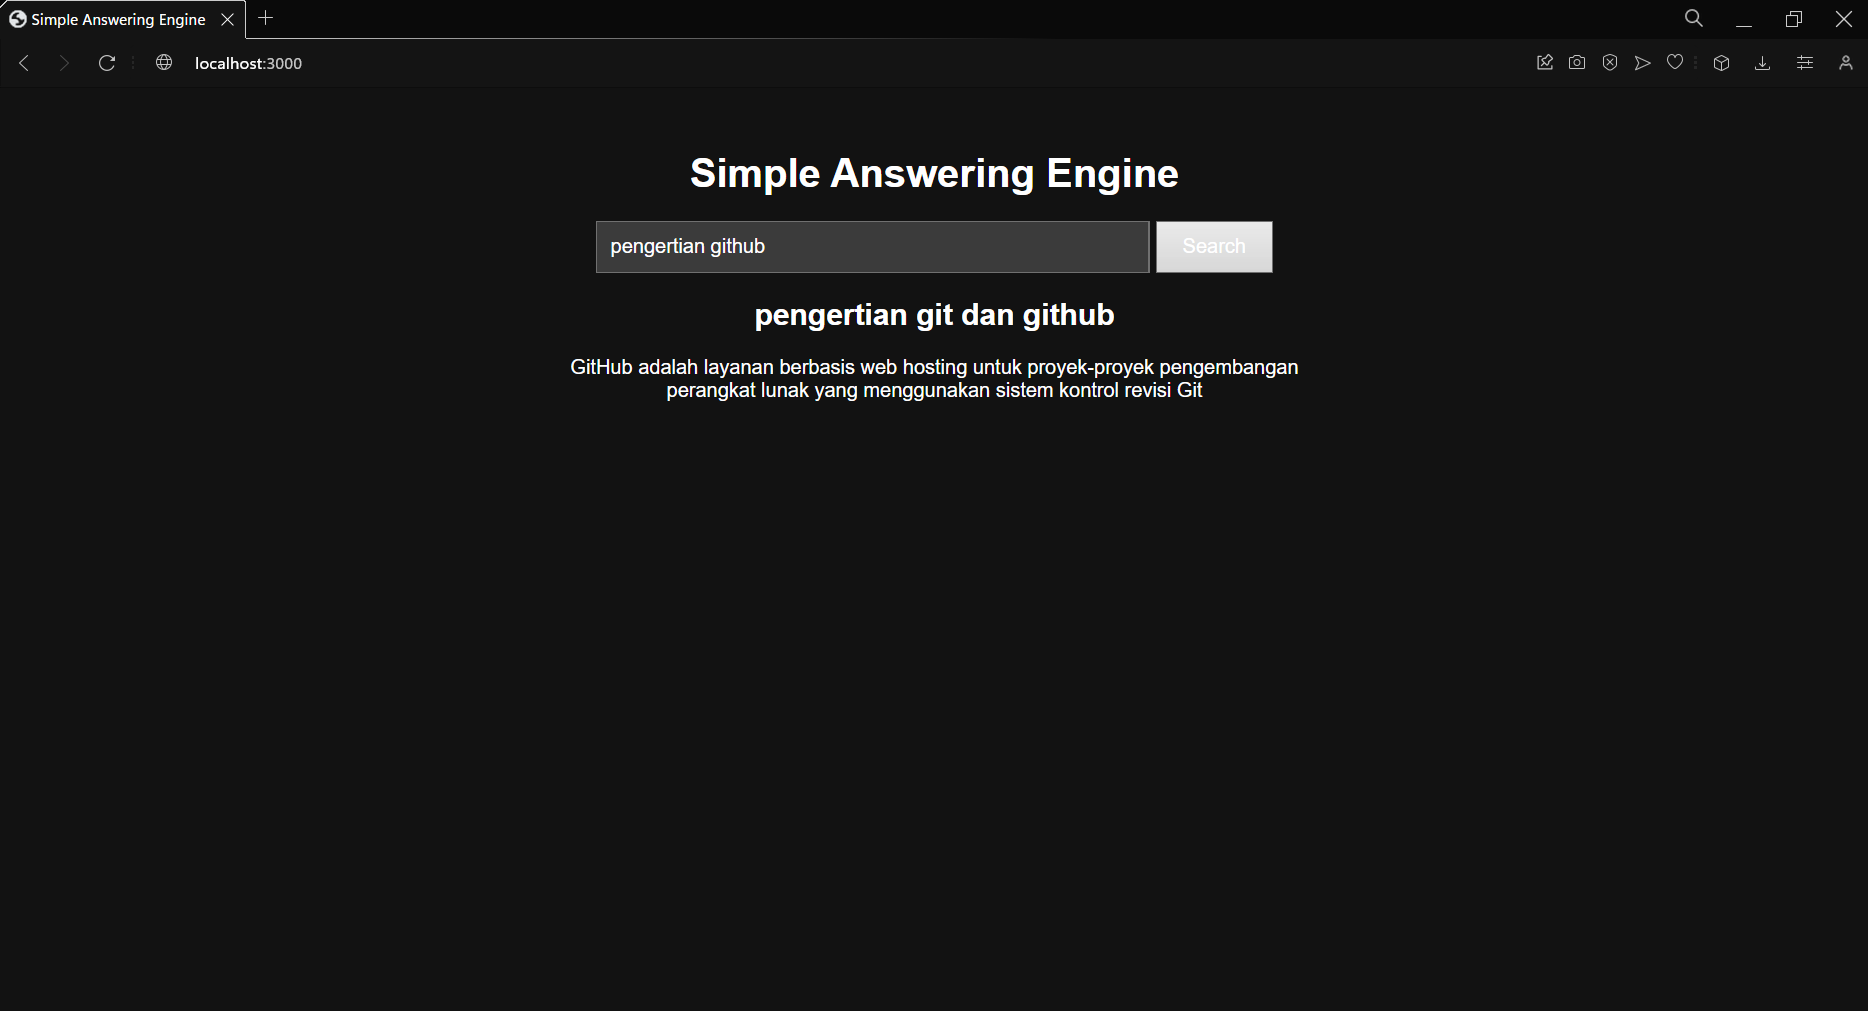 Simple Answering Engine
localhost:3000
Simple Answering Engine
pengertian github
Search
pengertian git dan github
GitHub adalah layanan berbasis web hosting untuk proyek-proyek pengembangan
perangkat lunak yang menggunakan sistem kontrol revisi Git